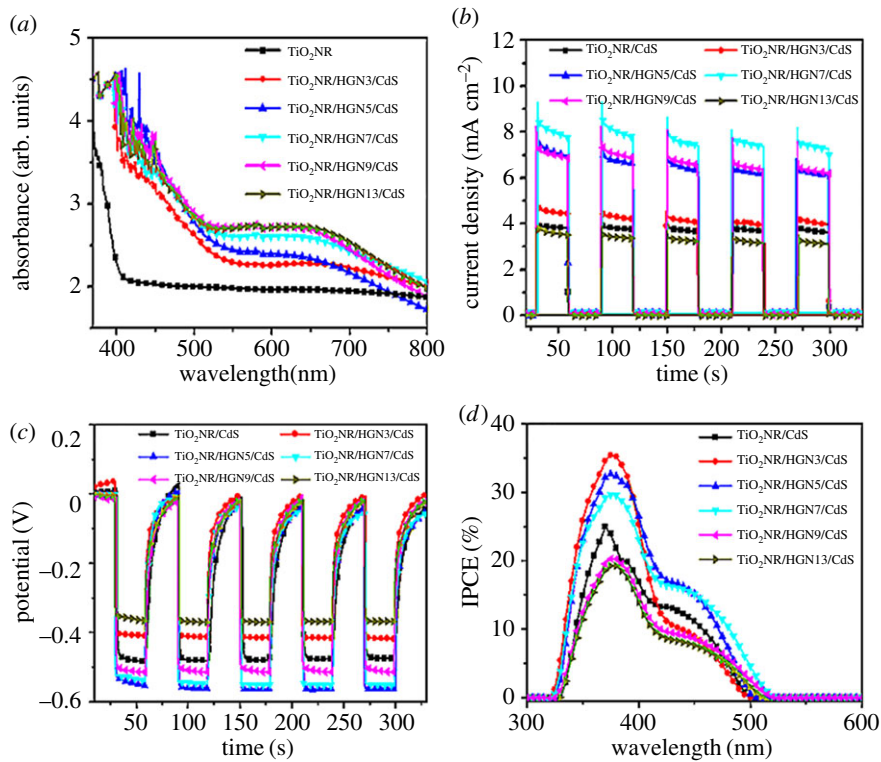 (a)
absorbance (arb. units)
5
4
3
2
400 500 600 700 800
wavelength(nm)
TiO₂NR
TiO₂NR/HGN3/CdS
TiO₂NR/HGN5/CdS
TiO₂NR/HGN7/CdS
TiO₂NR/HGN9/CdS
TiO₂NR/HGN13/CdS
(b)
current density (mA cm⁻²)
12
10
8
6
4
2
0
50 100 150 200 250 300
time (s)
TiO₂NR/CdS TiO₂NR/HGN3/CdS
TiO₂NR/HGN5/CdS TiO₂NR/HGN7/CdS
TiO₂NR/HGN9/CdS TiO₂NR/HGN13/CdS
(c)
potential (V)
0.2
0
−0.2
−0.4
−0.6
50 100 150 200 250 300
time (s)
TiO₂NR/CdS TiO₂NR/HGN3/CdS
TiO₂NR/HGN5/CdS TiO₂NR/HGN7/CdS
TiO₂NR/HGN9/CdS TiO₂NR/HGN13/CdS
(d)
IPCE (%)
40
35
30
25
20
15
10
5
0
300 400 500 600
wavelength (nm)
TiO₂NR/CdS
TiO₂NR/HGN3/CdS
TiO₂NR/HGN5/CdS
TiO₂NR/HGN7/CdS
TiO₂NR/HGN9/CdS
TiO₂NR/HGN13/CdS